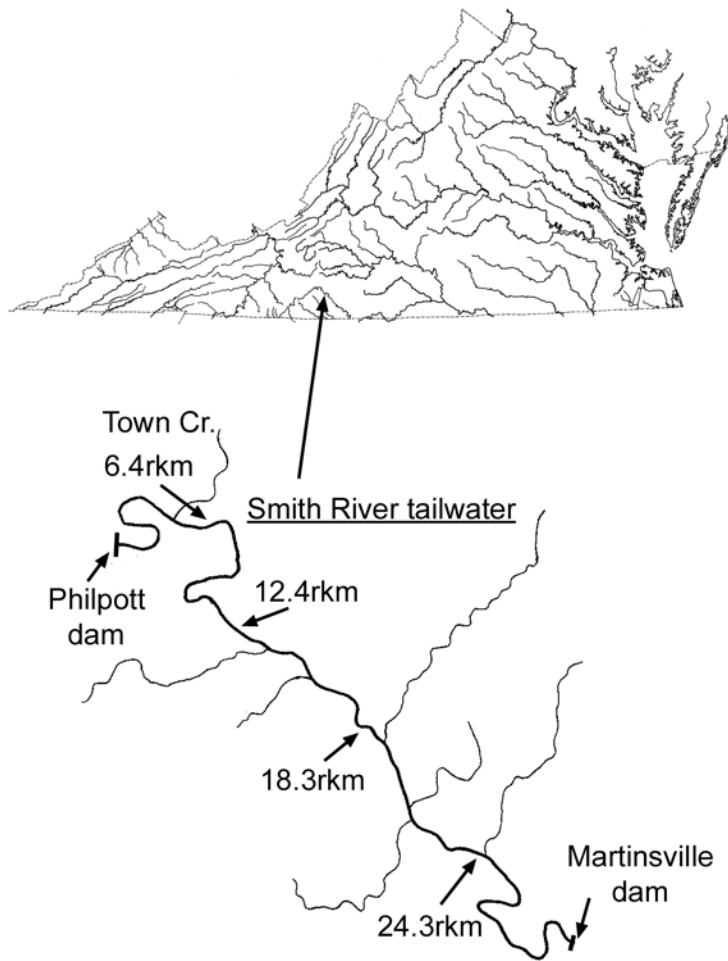 Town Cr.
6.4rkm
Smith River tailwater
Philpott
dam
12.4rkm
18.3rkm
Martinsville
dam
24.3rkm